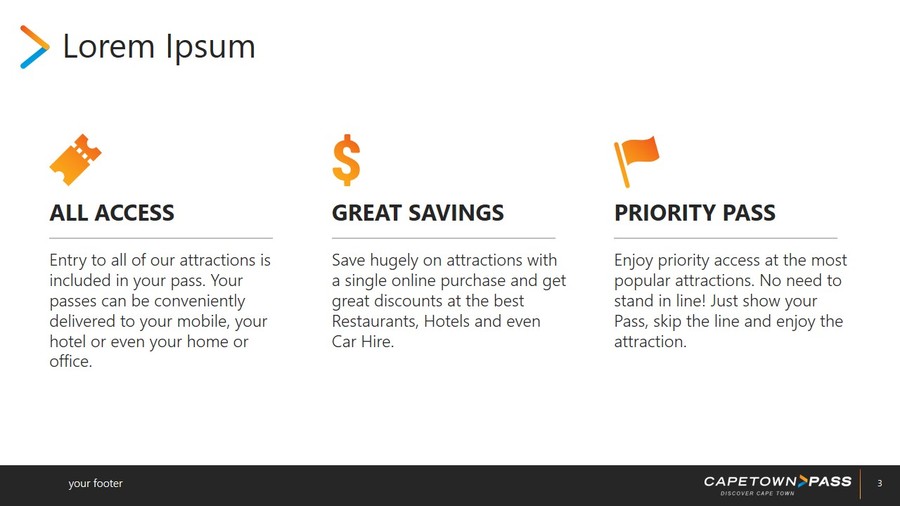 Lorem Ipsum
ALL ACCESS
Entry to all of our attractions is
included in your pass. Your
passes can be conveniently
delivered to your mobile, your
hotel or even your home or
office.
GREAT SAVINGS
Save hugely on attractions with
a single online purchase and get
great discounts at the best
Restaurants, Hotels and even
Car Hire.
PRIORITY PASS
Enjoy priority access at the most
popular attractions. No need to
stand in line! Just show your
Pass, skip the line and enjoy the
attraction.
your footer
CAPETOWN PASS
DISCOVER CAPE TOWN
3